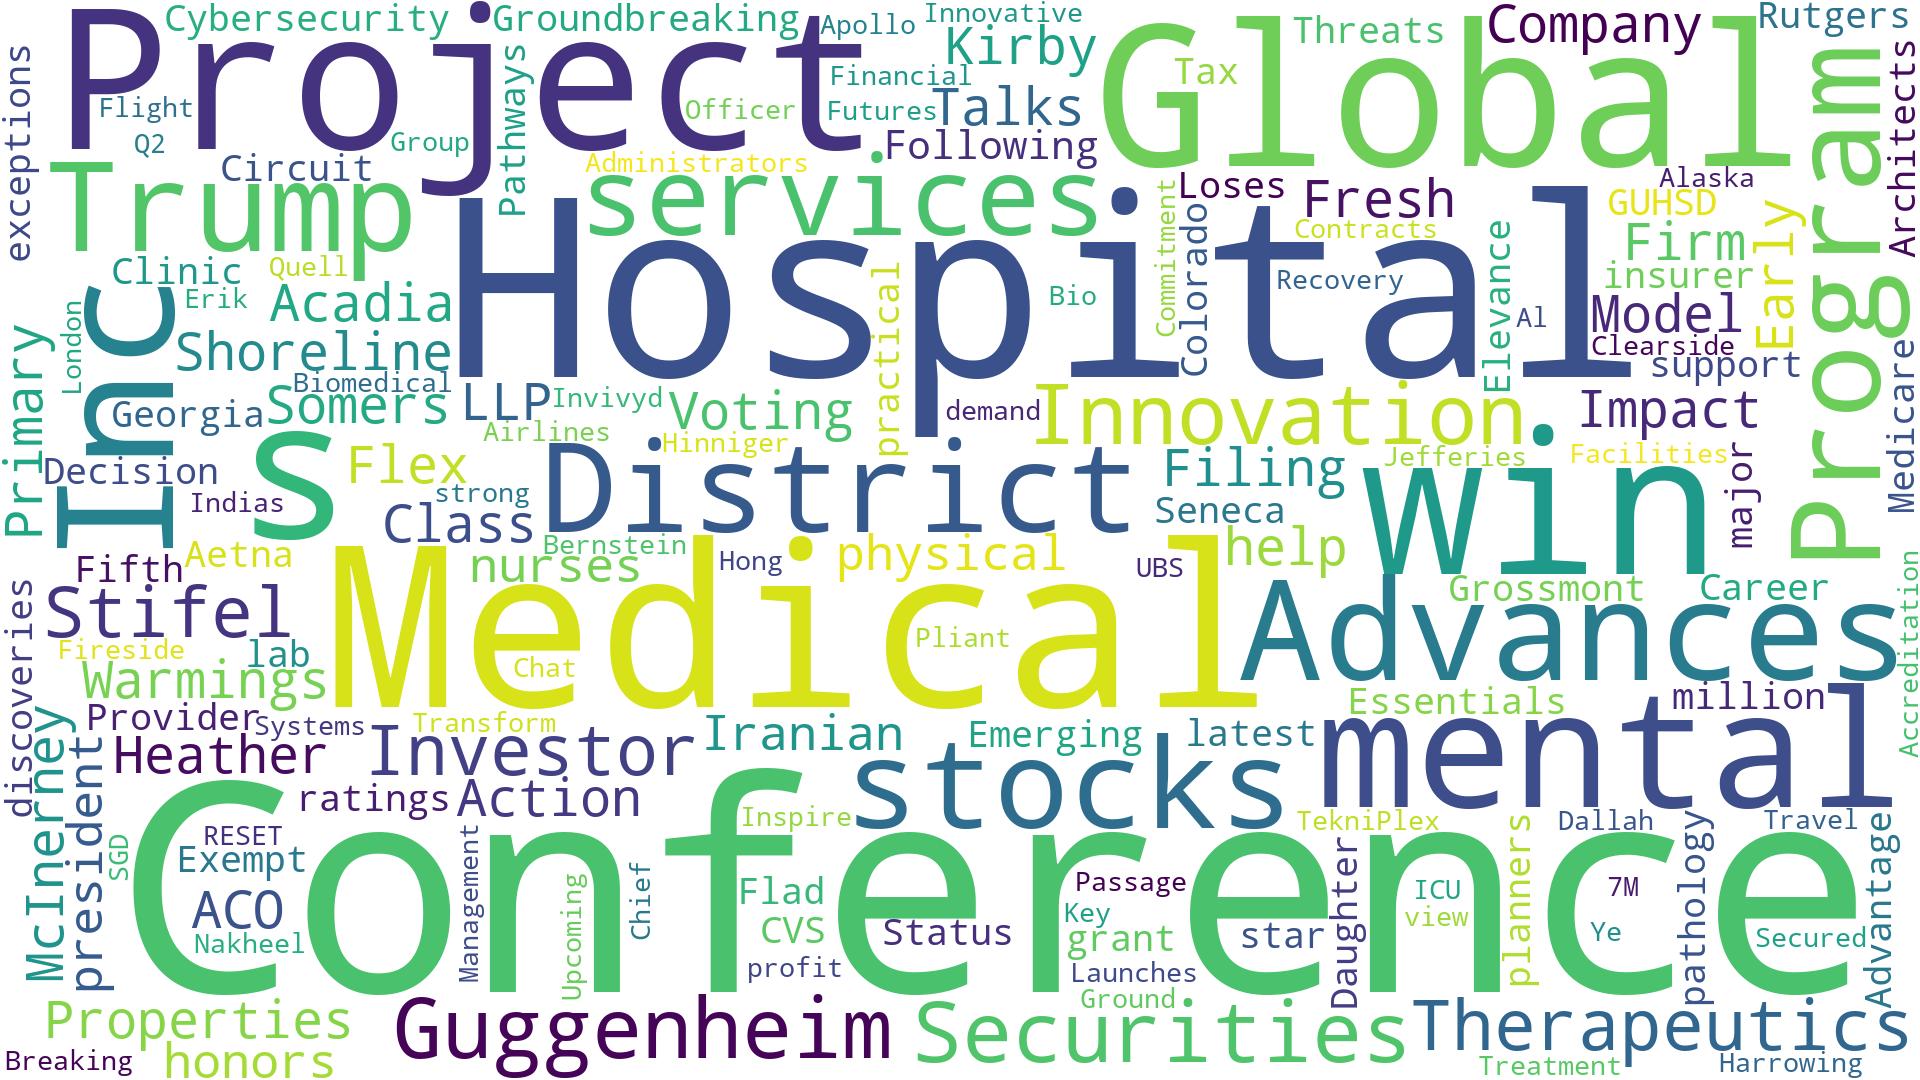 Cybersecurity
Groundbreaking
Apollo
Innovative
Kirby
Threats
Company
Rutgers
exceptions
Project
Flight
Q2
Pathways
Officer
Group
Financial
Futures
Talks
Tax
Global
Program
Architects
Following
Administrators
Circuit
Trump
services
Hospital
Loses
Fresh
Alaska
GUHSD
Contracts
Firm
insurer
Early
Clinic
Quell
Erik
Acadia
Inc
London
Primary
Shoreline
Biomedical
practical
Bio
Commitment
Colorado
Recovery
Elevance
Al
Model
Clearside
support
Medicare
Georgia
Somers
LLP
Invivyd
Airlines
Voting
Hinniger
demand
Innovation
Impact
Decision
s
Flex
strong
Indias
Class
District
Filing
Seneca
Jefferies
Facilities
win
major
Fifth
Aetna
Bernstein
nurses
Hong
physical
UBS
help
Grossmont
Career
Accreditation
discoveries
Stifel
Fireside
lab
Warmings
Medical
Chat
Pliant
Advances
Essentials
million
Provider
Systems
Transform
McInerney
president
Heather
Investor
Iranian
Emerging
latest
mental
stocks
ratings
Action
Inspire
TekniPlex
planners
Dallah
Travel
Advantage
SGD
RESET
Exempt
ACO
Nakheel
Conference
Management
Upcoming
Chief
Flad
CVS
profit
Status
Passage
Key
grant
Launches
Ground
star
Daughter
ICU
view
7M
Ye
pathology
Secured
Properties
Breaking
honors
Guggenheim
Securities
Therapeutics
Treatment
Harrowing